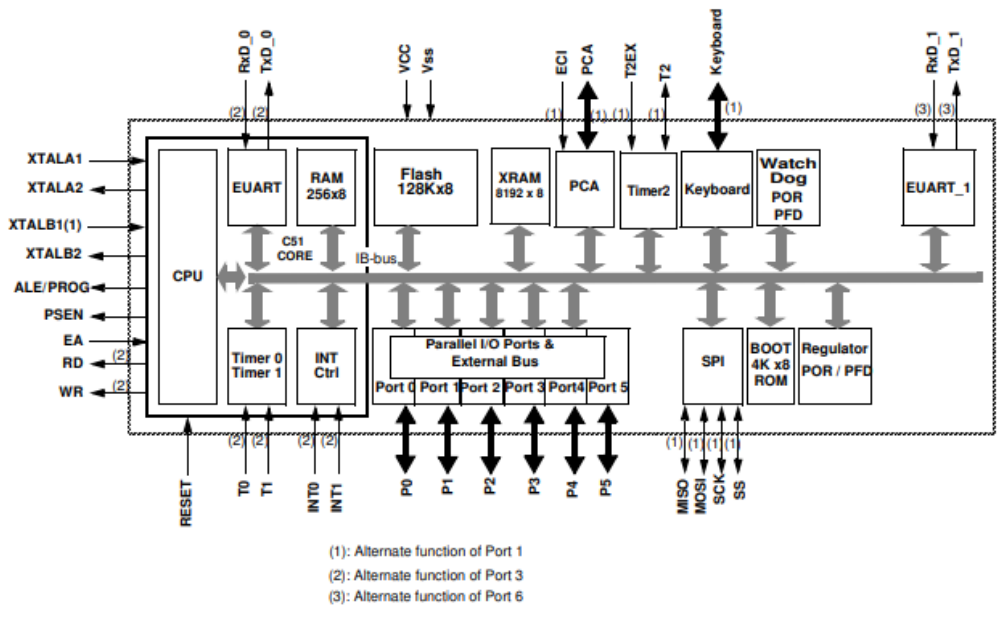 RxD_0
TxD_0
VCC
Vss
ECI
PCA
T2EX
T2
Keyboard
RxD_1
TxD_1
(2) (2)
(1) (1) (1) (1) (1)
(3) (3)
XTALA1
XTALA2
XTALB1(1)
XTALB2
ALE/PROG
PSEN
EA
RD
(2)
WR
(2)
CPU
EUART
RAM
256x8
C51
CORE
IB-bus
Flash
128Kx8
XRAM
8192 x 8
PCA
Timer2
Keyboard
Watch
Dog
POR
PFD
EUART_1
Timer 0
Timer 1
INT
Ctrl
Parallel I/O Ports &
External Bus
Port 0 Port 1 Port 2 Port 3 Port4 Port 5
SPI
BOOT
4K x8
ROM
Regulator
POR / PFD
(2) (2) (2) (2)
(1) (1) (1) (1)
RESET
T0
T1
INT0
INT1
P0
P1
P2
P3
P4
P5
MISO
MOSI
SCK
SS
(1): Alternate function of Port 1
(2): Alternate function of Port 3
(3): Alternate function of Port 6